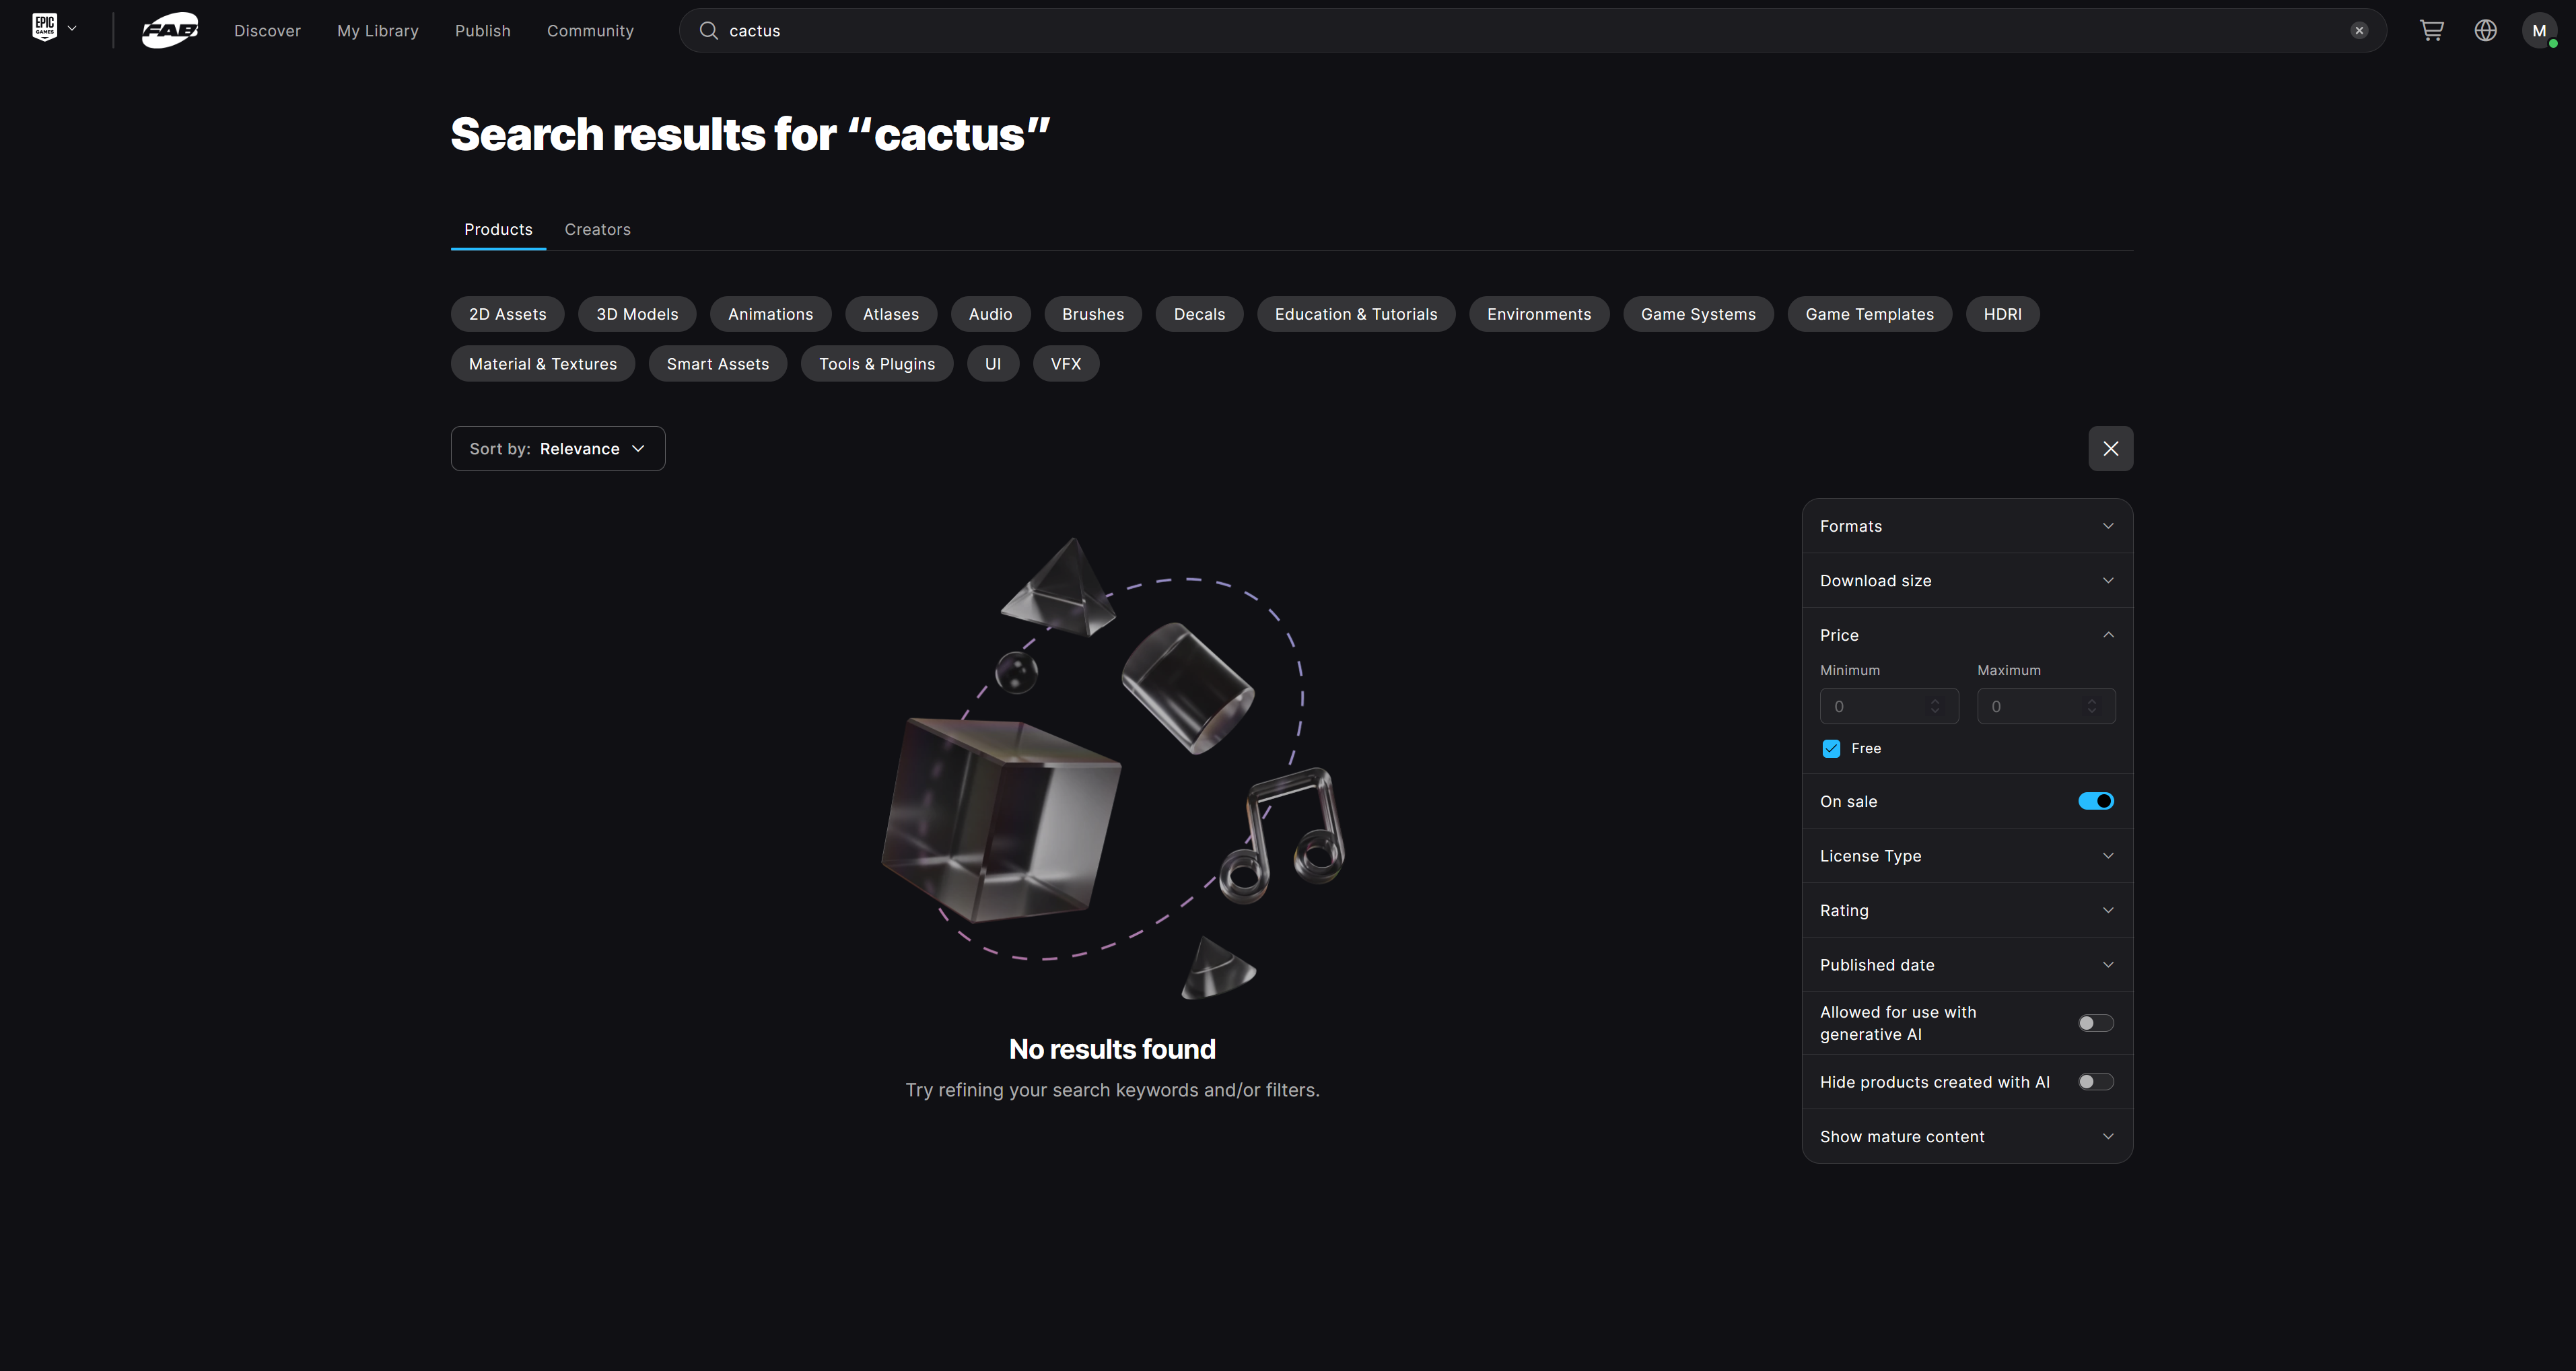 EPIC
GAMES
FAB
Discover
My Library
Publish
Community
cactus
M
Search results for “cactus”
Products
Creators
2D Assets
3D Models
Animations
Atlases
Audio
Brushes
Decals
Education & Tutorials
Environments
Game Systems
Game Templates
HDRI
Material & Textures
Smart Assets
Tools & Plugins
UI
VFX
Sort by: Relevance
Formats
Download size
Price
Minimum
Maximum
0
0
Free
On sale
License Type
Rating
Published date
Allowed for use with
generative AI
Hide products created with AI
Show mature content
No results found
Try refining your search keywords and/or filters.